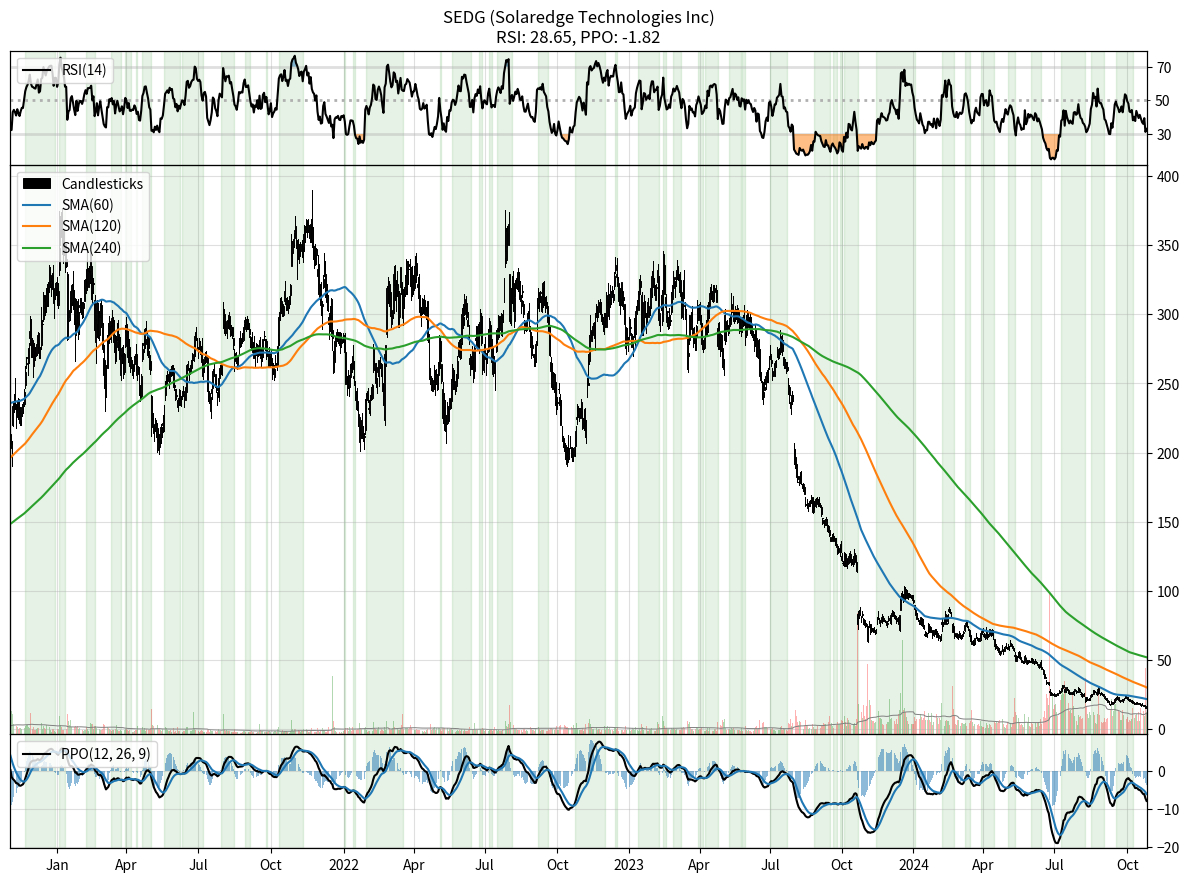 SEDG (Solaredge Technologies Inc)
RSI: 28.65, PPO: -1.82
RSI(14)
70
50
30
Candlesticks
SMA(60)
SMA(120)
SMA(240)
400
350
300
250
200
150
100
50
0
PPO(12, 26, 9)
0
−10
−20
Jan Apr Jul Oct 2022 Apr Jul Oct 2023 Apr Jul Oct 2024 Apr Jul Oct